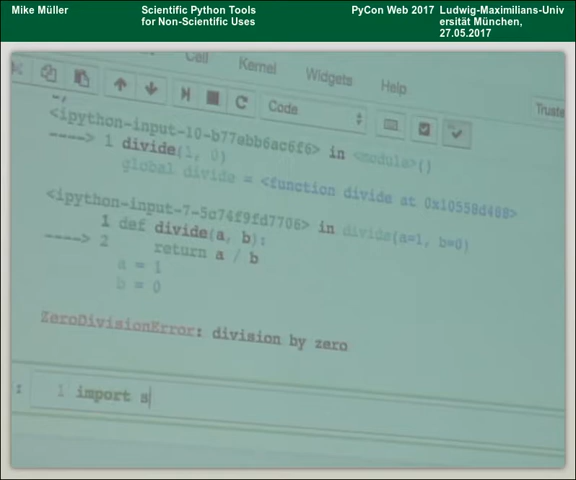 Mike Müller
Scientific Python Tools
for Non-Scientific Uses
PyCon Web 2017
Ludwig-Maximilians-Univ
ersität München,
27.05.2017
Cell Kernel Widgets Help
Code
Truste
<ipython-input-10-b77ebb6ac6f6> in <module>()
----> 1 divide(1, 0)
global divide = <function divide at 0x10558d488>
<ipython-input-7-5c74f9fd7706> in divide(a=1, b=0)
1 def divide(a, b):
----> 2 return a / b
a = 1
b = 0
ZeroDivisionError: division by zero
: 1 import s